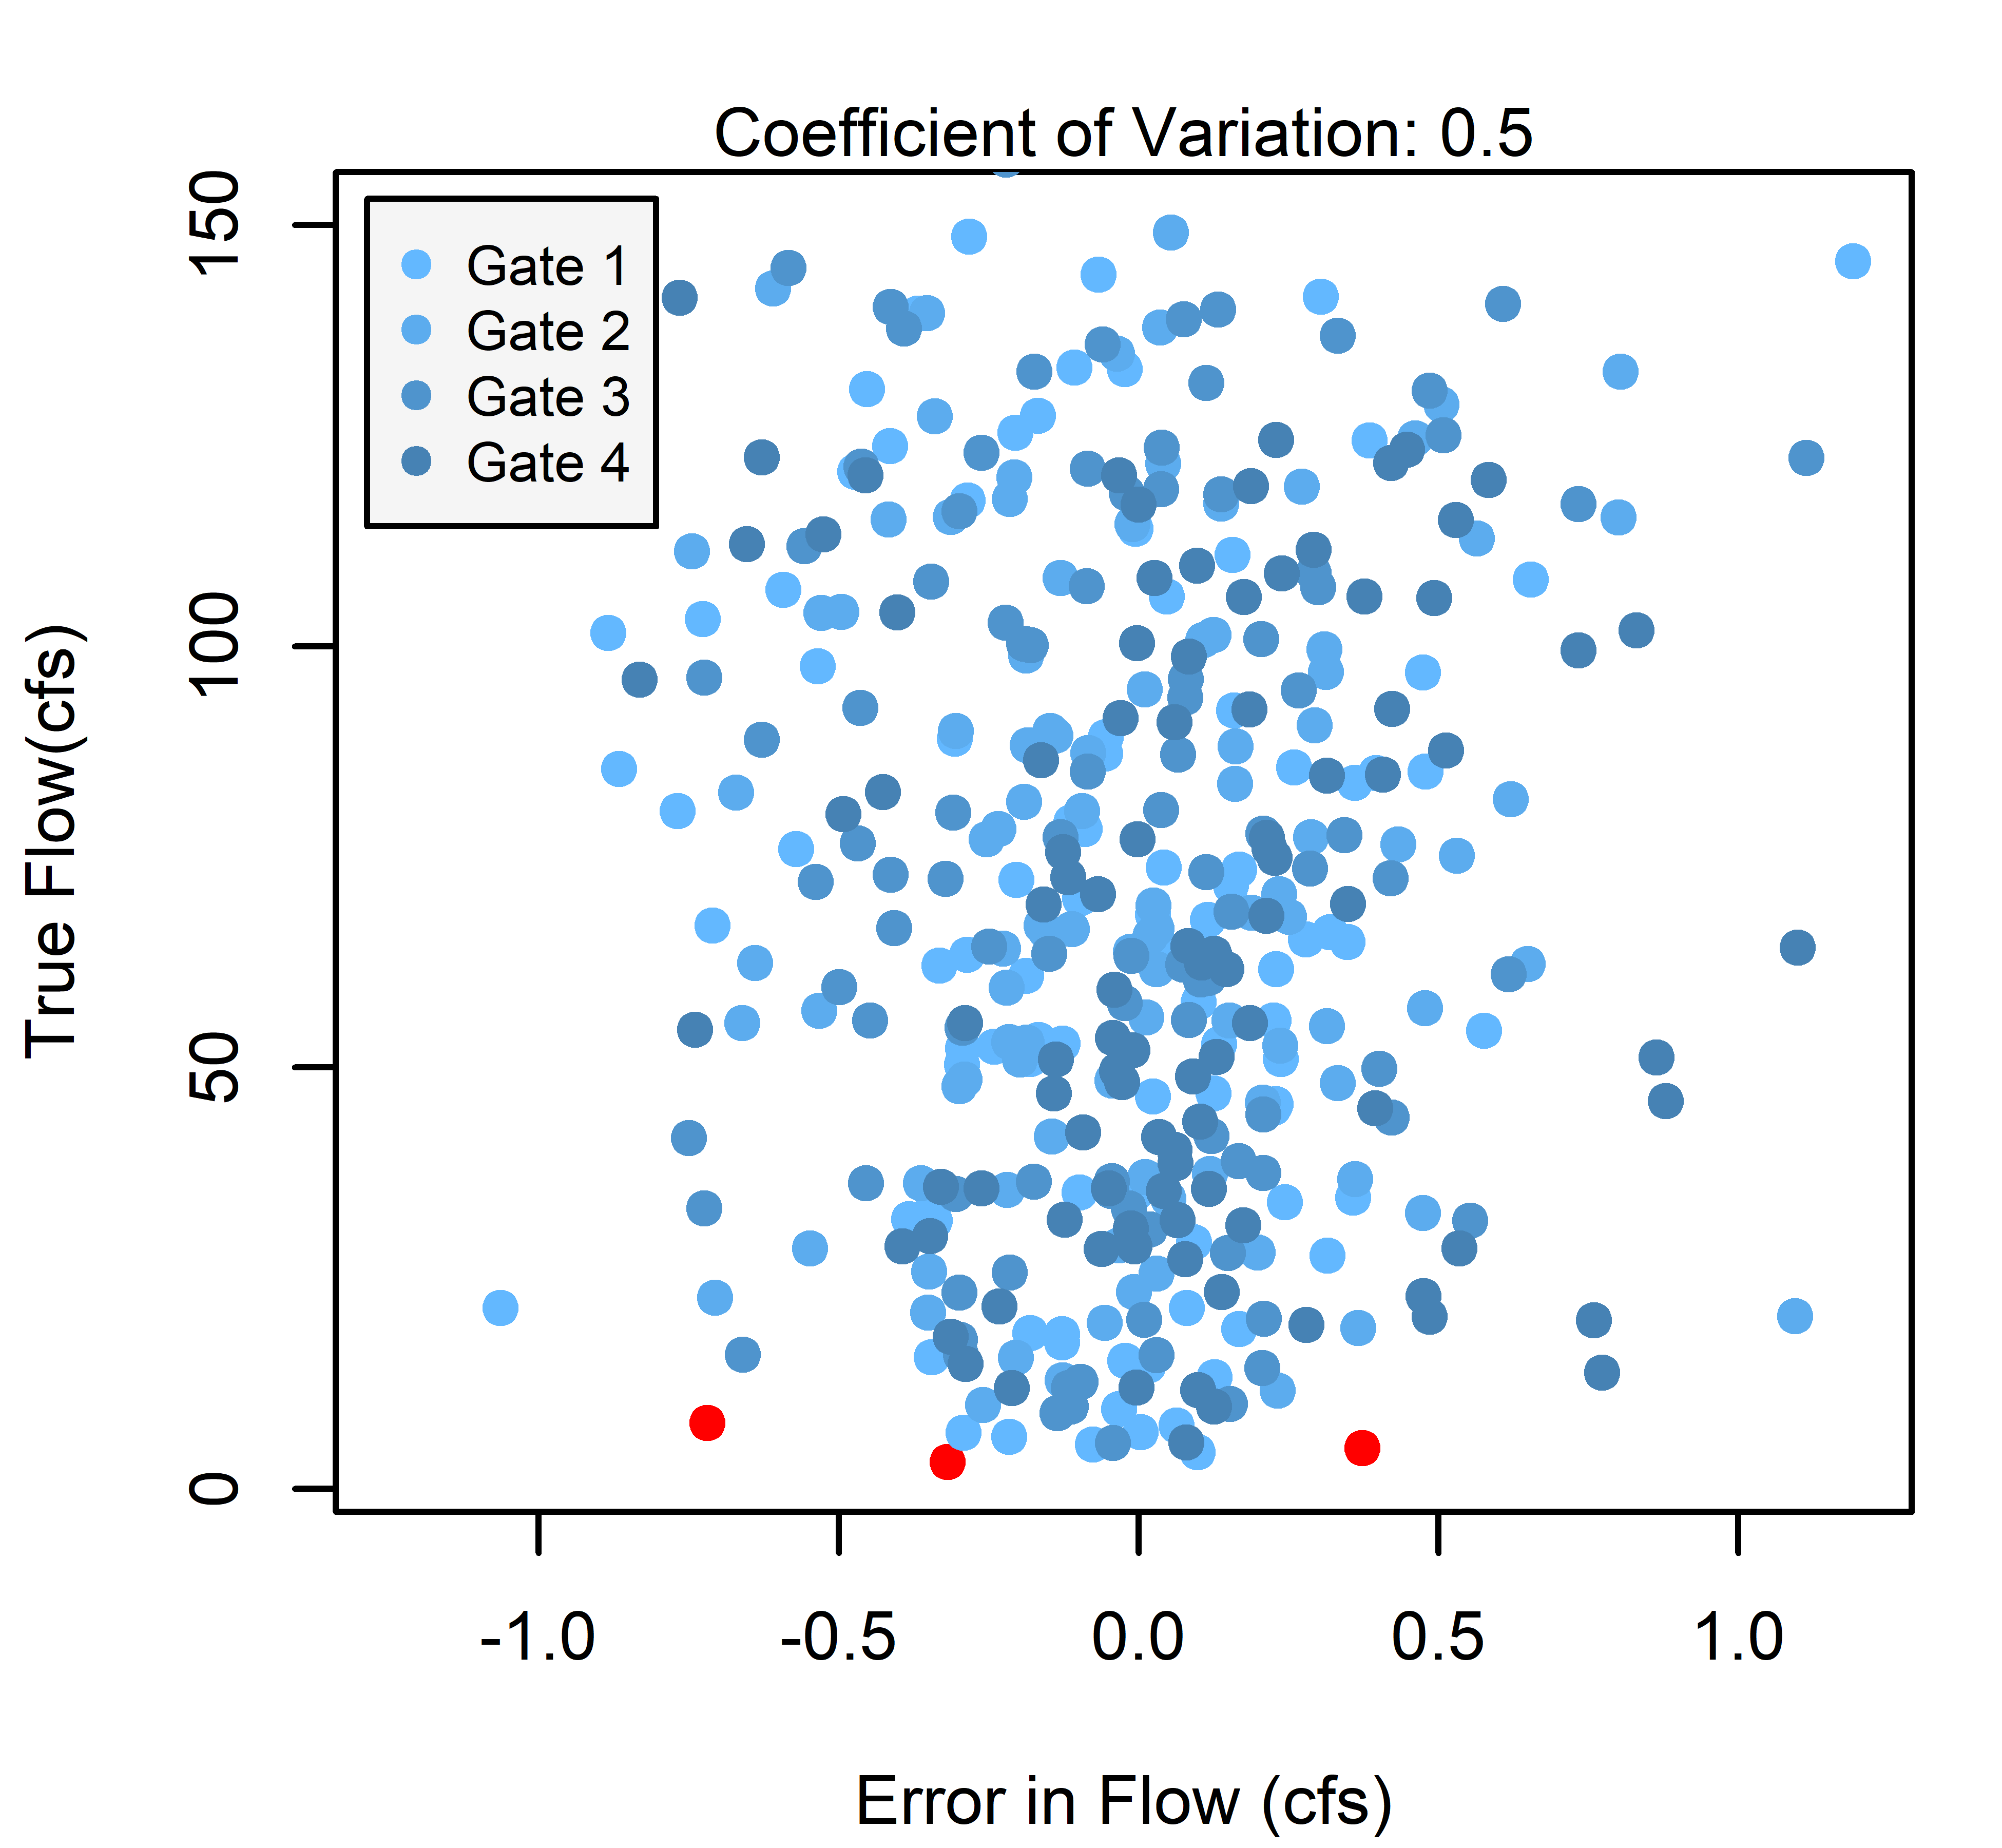 Coefficient of Variation: 0.5
Gate 1
Gate 2
Gate 3
Gate 4
True Flow(cfs)
150
100
50
0
-1.0 -0.5 0.0 0.5 1.0
Error in Flow (cfs)